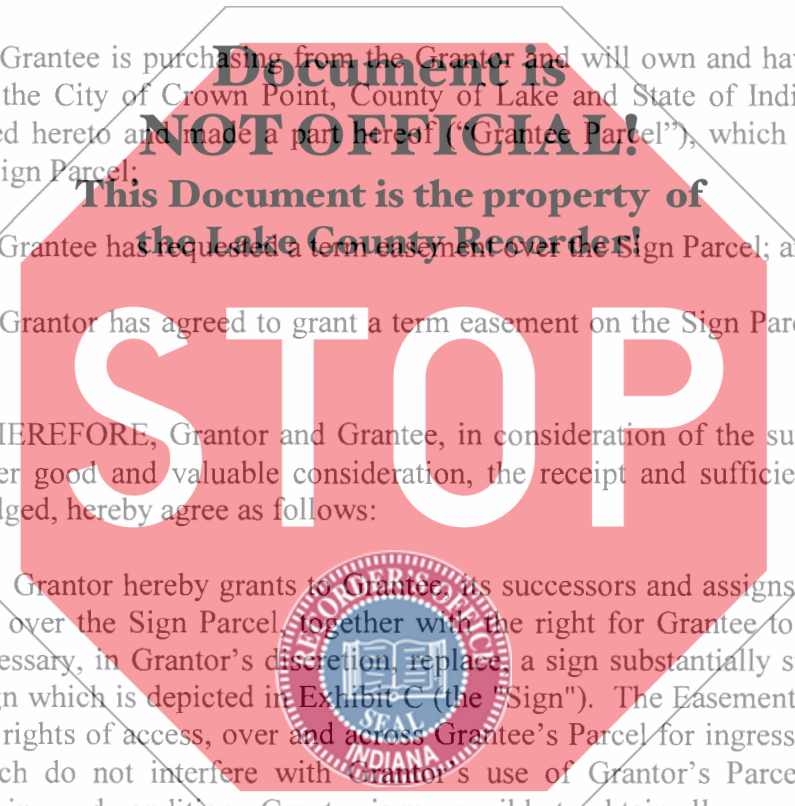 Grantee is purchasing from the Grantor and will own and hav
Document is
the City of Crown Point, County of Lake and State of Indi
NOT OFFICIAL!
ed hereto and made a part hereof ("Grantee Parcel"), which
ign Parcel;
This Document is the property of
the Lake County Recorder!
Grantee has requested a term easement over the Sign Parcel; a
Grantor has agreed to grant a term easement on the Sign Parc
STOP
HEREFORE, Grantor and Grantee, in consideration of the su
er good and valuable consideration, the receipt and sufficie
dged, hereby agree as follows:
Grantor hereby grants to Grantee, its successors and assigns
over the Sign Parcel, together with the right for Grantee to
essary, in Grantor's discretion, replace, a sign substantially s
gn which is depicted in Exhibit C (the "Sign"). The Easement
rights of access, over and across Grantee's Parcel for ingress
ch do not interfere with Grantor's use of Grantor's Parce
RECORDER'S OFFICE
SEAL
INDIANA